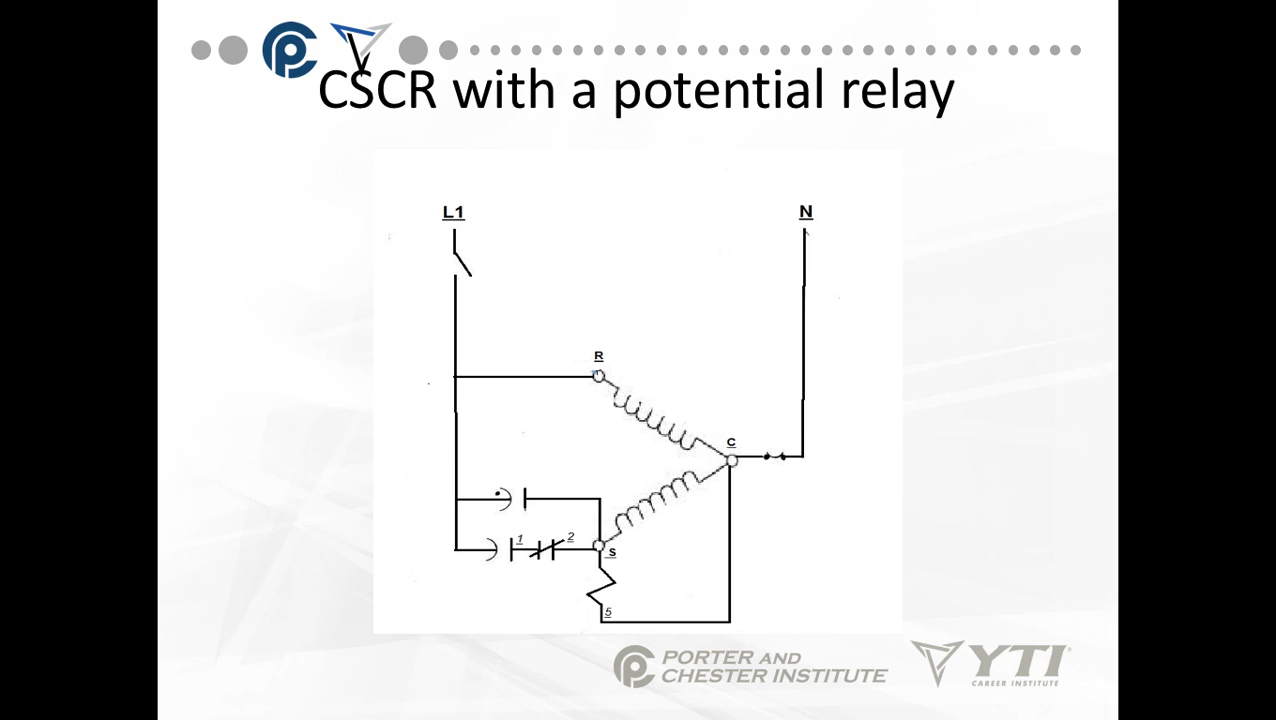 CSCR with a potential relay
L1
N
R
C
1
2
S
5
PORTER AND
CHESTER INSTITUTE
YTI
CAREER INSTITUTE